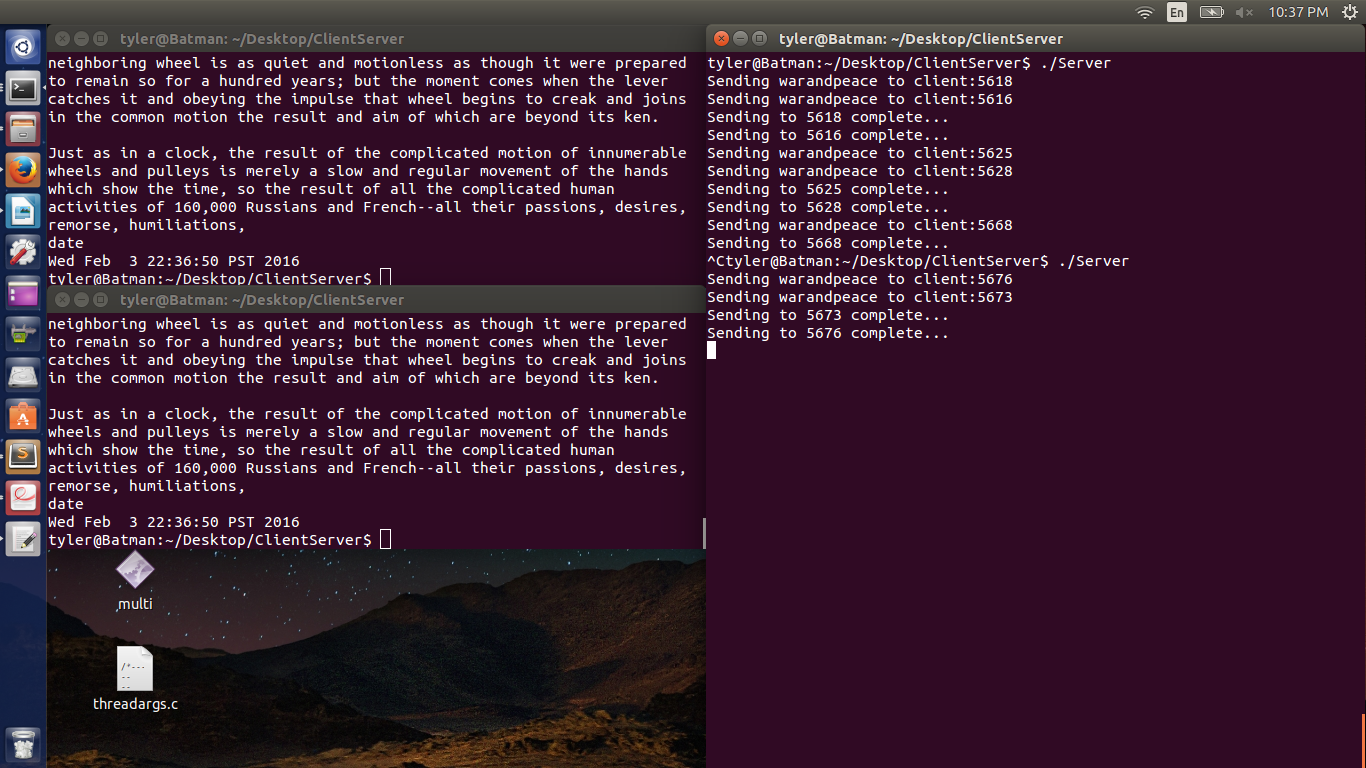 En
10:37 PM
tyler@Batman: ~/Desktop/ClientServer
neighboring wheel is as quiet and motionless as though it were prepared
to remain so for a hundred years; but the moment comes when the lever
catches it and obeying the impulse that wheel begins to creak and joins
in the common motion the result and aim of which are beyond its ken.
Just as in a clock, the result of the complicated motion of innumerable
wheels and pulleys is merely a slow and regular movement of the hands
which show the time, so the result of all the complicated human
activities of 160,000 Russians and French--all their passions, desires,
remorse, humiliations,
date
Wed Feb  3 22:36:50 PST 2016
tyler@Batman:~/Desktop/ClientServer$
tyler@Batman: ~/Desktop/ClientServer
neighboring wheel is as quiet and motionless as though it were prepared
to remain so for a hundred years; but the moment comes when the lever
catches it and obeying the impulse that wheel begins to creak and joins
in the common motion the result and aim of which are beyond its ken.
Just as in a clock, the result of the complicated motion of innumerable
wheels and pulleys is merely a slow and regular movement of the hands
which show the time, so the result of all the complicated human
activities of 160,000 Russians and French--all their passions, desires,
remorse, humiliations,
date
Wed Feb  3 22:36:50 PST 2016
tyler@Batman:~/Desktop/ClientServer$
multi
/*---
--
--
threadargs.c
tyler@Batman: ~/Desktop/ClientServer
tyler@Batman:~/Desktop/ClientServer$ ./Server
Sending warandpeace to client:5618
Sending warandpeace to client:5616
Sending to 5618 complete...
Sending to 5616 complete...
Sending warandpeace to client:5625
Sending warandpeace to client:5628
Sending to 5625 complete...
Sending to 5628 complete...
Sending warandpeace to client:5668
Sending to 5668 complete...
^Ctyler@Batman:~/Desktop/ClientServer$ ./Server
Sending warandpeace to client:5676
Sending warandpeace to client:5673
Sending to 5673 complete...
Sending to 5676 complete...